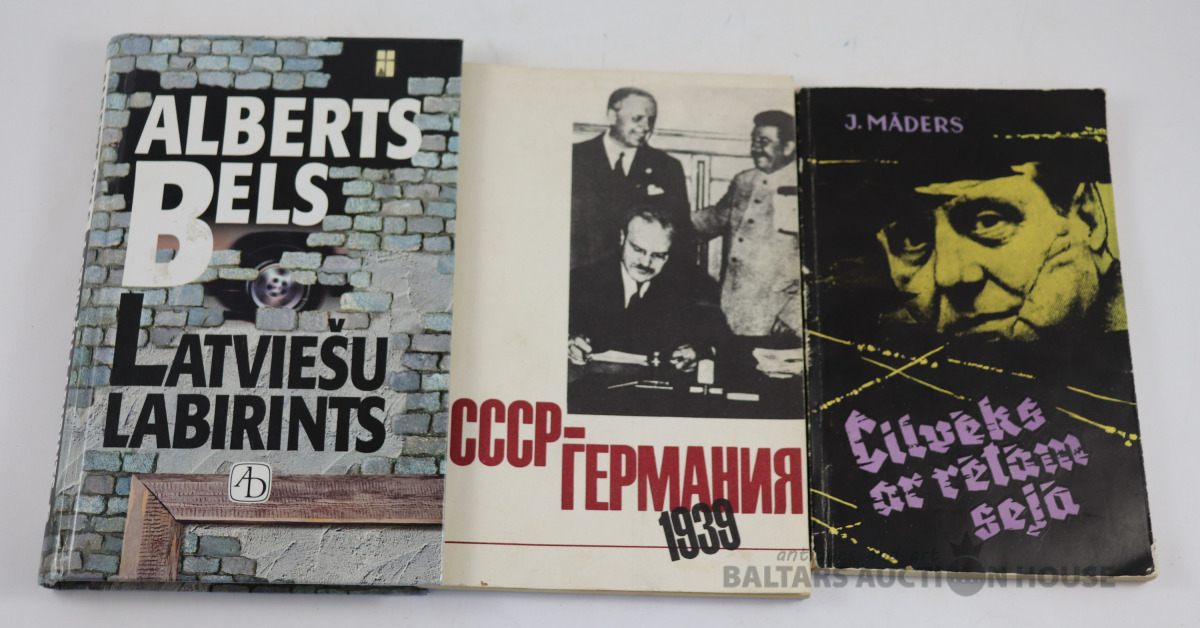 ALBERTS
BELS
LATVIEŠU
LABIRINTS
AD
СССР-
ГЕРМАНИЯ
1939
J. MĀDERS
Cilvēks
ar rētām
sejā
BALTARS AUCTION HOUSE